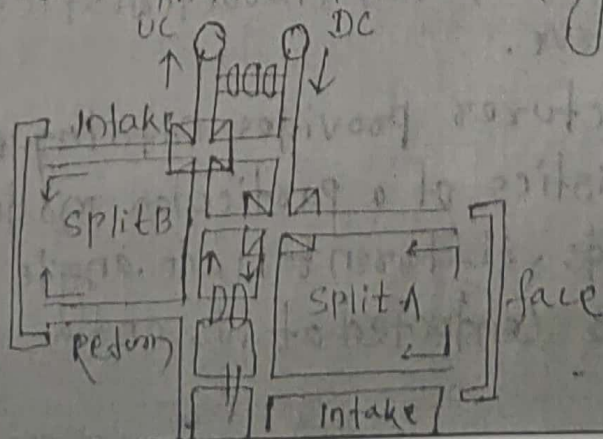 UC
DC
Intake
Split B
Return
Split A
face
Intake